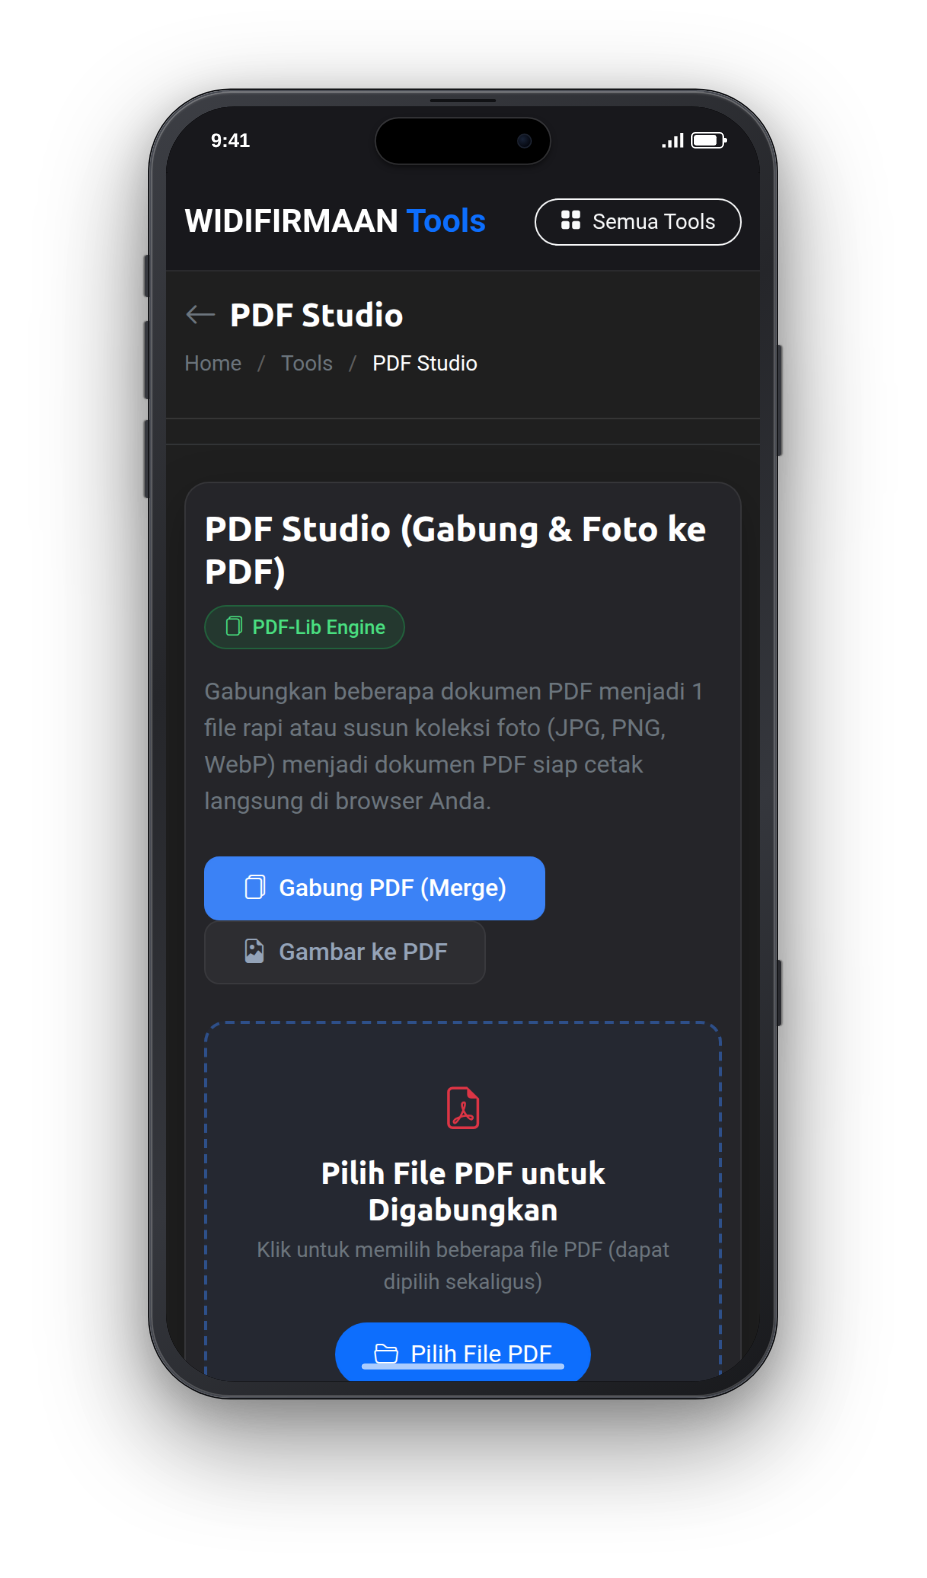 9:41
WIDIFIRMAAN Tools
Semua Tools
PDF Studio
Home / Tools / PDF Studio
PDF Studio (Gabung & Foto ke
PDF)
PDF-Lib Engine
Gabungkan beberapa dokumen PDF menjadi 1
file rapi atau susun koleksi foto (JPG, PNG,
WebP) menjadi dokumen PDF siap cetak
langsung di browser Anda.
Gabung PDF (Merge)
Gambar ke PDF
Pilih File PDF untuk
Digabungkan
Klik untuk memilih beberapa file PDF (dapat
dipilih sekaligus)
Pilih File PDF